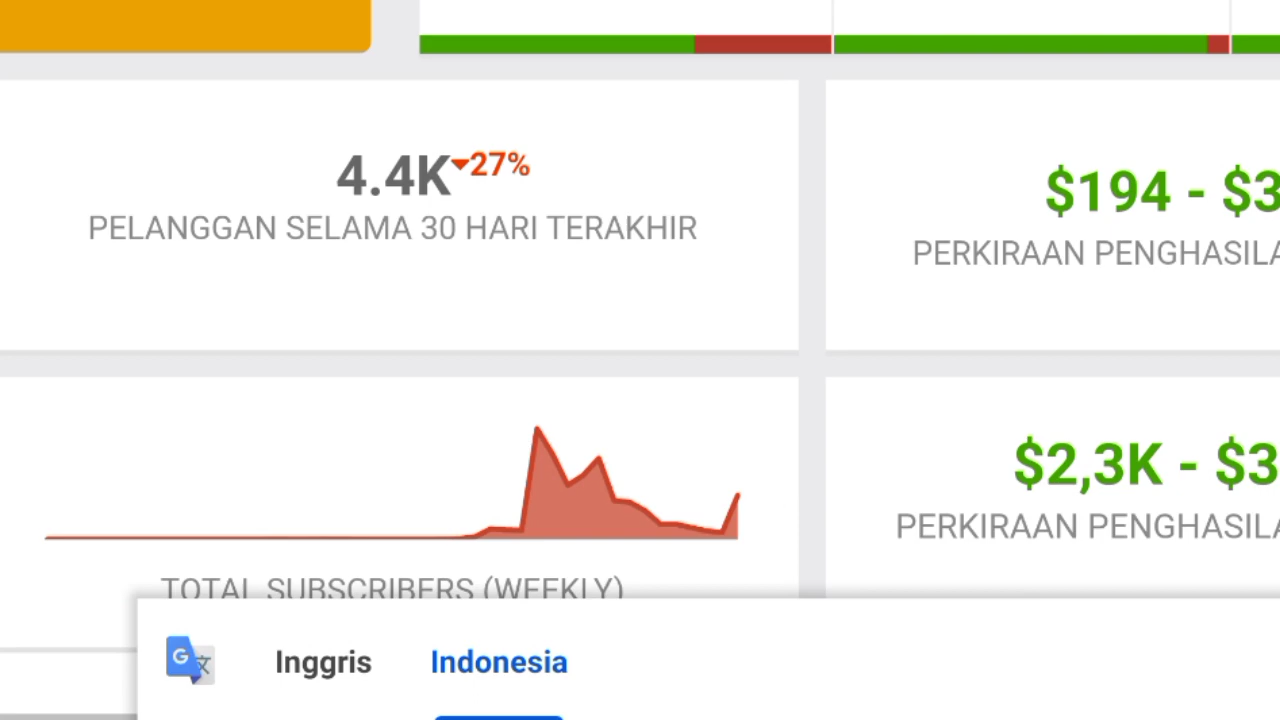 4.4K 27%
PELANGGAN SELAMA 30 HARI TERAKHIR
$194 - $3
PERKIRAAN PENGHASILA
$2,3K - $3
PERKIRAAN PENGHASILA
TOTAL SUBSCRIBERS (WEEKLY)
G 文
Inggris Indonesia